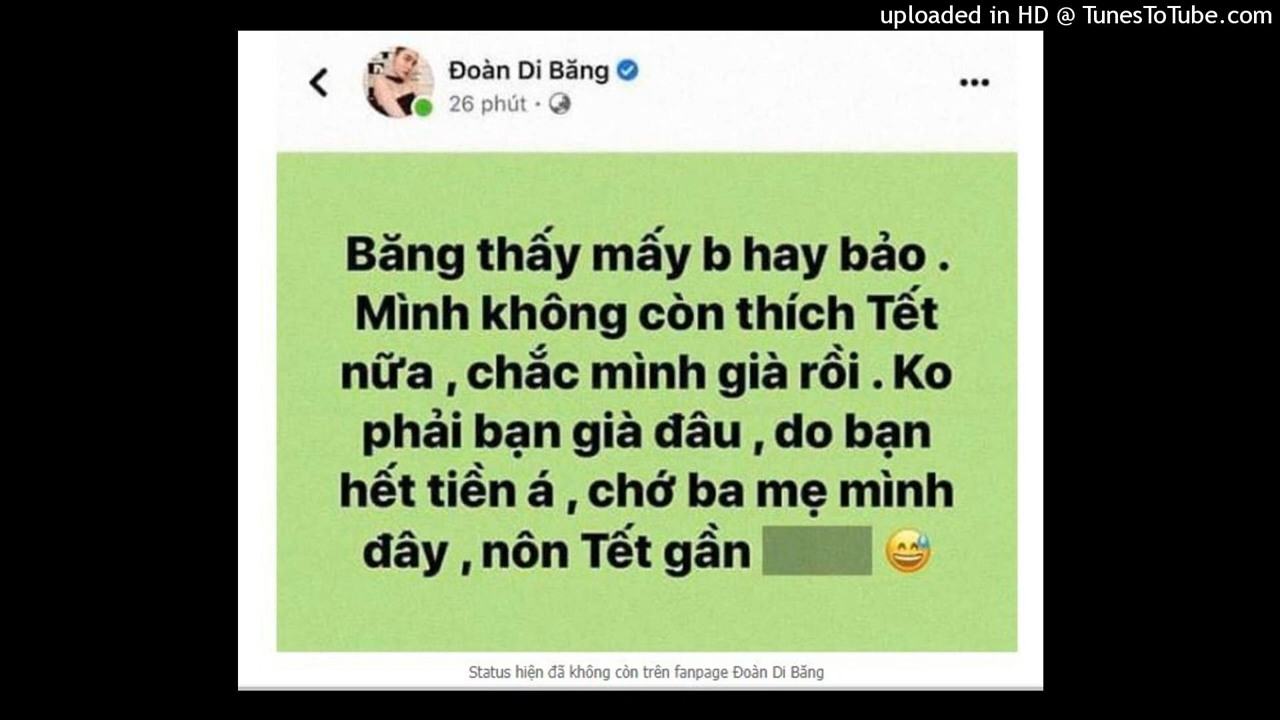 uploaded in HD @ TunesToTube.com
Đoàn Di Băng
26 phút ·
Băng thấy mấy b hay bảo .
Mình không còn thích Tết
nữa , chắc mình già rồi . Ko
phải bạn già đâu , do bạn
hết tiền á , chớ ba mẹ mình
đây , nôn Tết gần 😅
Status hiện đã không còn trên fanpage Đoàn Di Băng